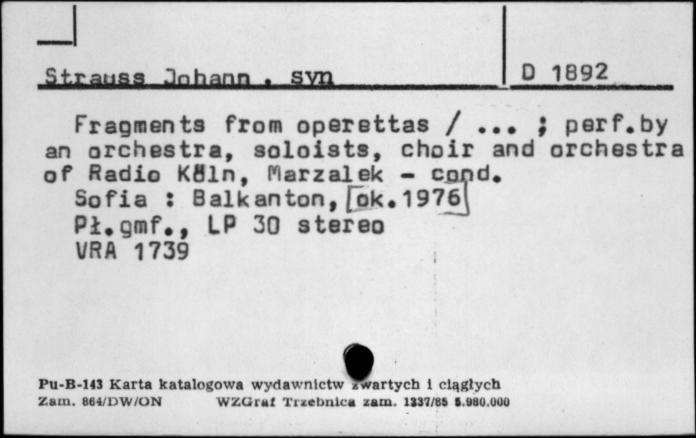 Strauss Johann, syn D 1892
Fragments from operettas / ... ; perf.by
an orchestra, soloists, choir and orchestra
of Radio Köln, Marzalek - cond.
Sofia : Balkanton, [ok.1976]
Pł.gmf., LP 30 stereo
VRA 1739
Pu-B-143 Karta katalogowa wydawnictw zwartych i ciągłych
Zam. 864/DW/ON WZGraf Trzebnica zam. 1337/85 5.980.000